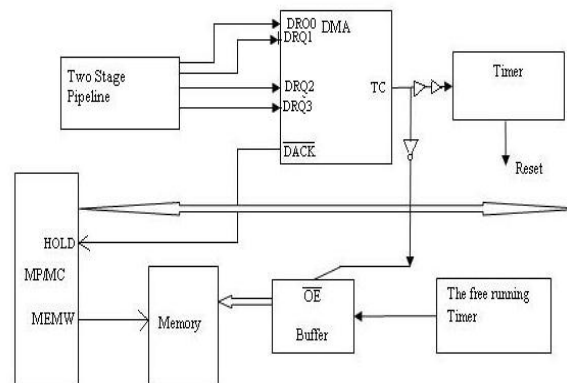 DRO0
DRQ1
DMA
Two Stage
Pipeline
DRQ2
DRQ3
TC
Timer
DACK
Reset
HOLD
MP/MC
MEMW
Memory
OE
Buffer
The free running
Timer